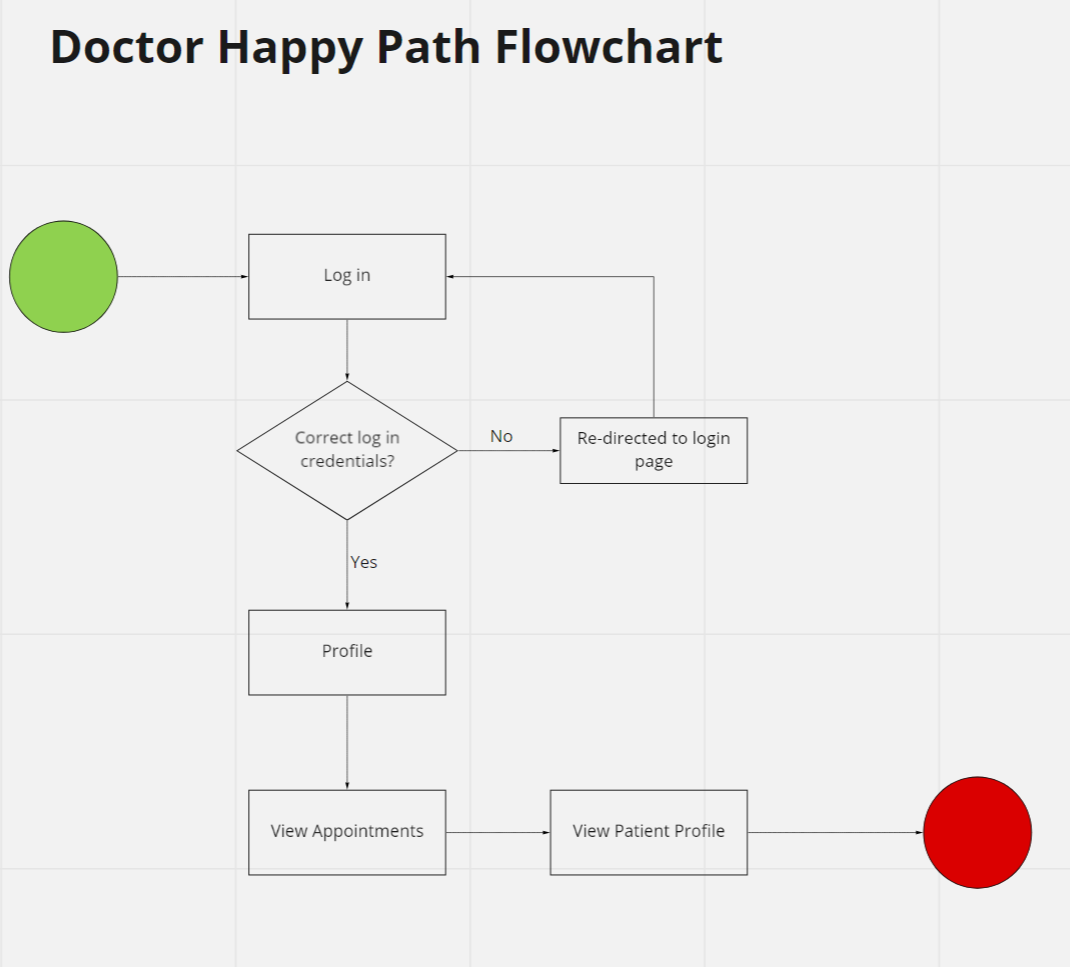 Doctor Happy Path Flowchart
Log in
Correct log in
credentials?
No
Re-directed to login
page
Yes
Profile
View Appointments
View Patient Profile